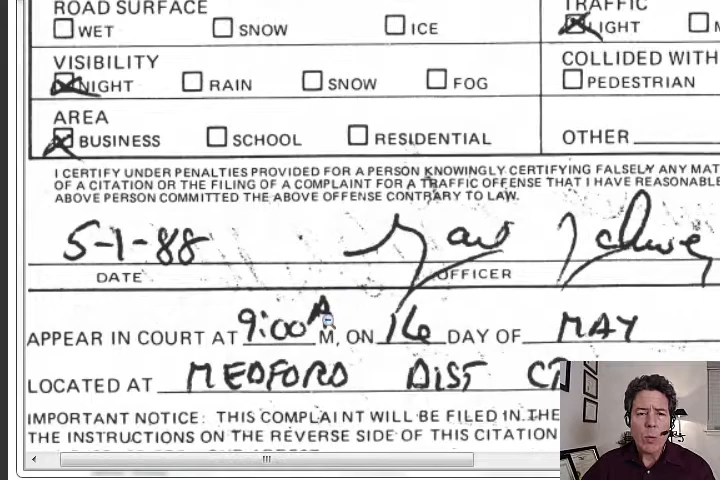 ROAD SURFACE TRAFFIC
WET SNOW ICE LIGHT
VISIBILITY COLLIDED WITH
NIGHT RAIN SNOW FOG PEDESTRIAN
AREA
BUSINESS SCHOOL RESIDENTIAL OTHER
I CERTIFY UNDER PENALTIES PROVIDED FOR A PERSON KNOWINGLY CERTIFYING FALSELY ANY MAT
OF A CITATION OR THE FILING OF A COMPLAINT FOR A TRAFFIC OFFENSE THAT I HAVE REASONABLE
ABOVE PERSON COMMITTED THE ABOVE OFFENSE CONTRARY TO LAW.
5-1-88
DATE OFFICER
APPEAR IN COURT AT 9:00 A M, ON 16 DAY OF MAY
LOCATED AT MEDFORD DIST CT
IMPORTANT NOTICE: THIS COMPLAINT WILL BE FILED IN THE
THE INSTRUCTIONS ON THE REVERSE SIDE OF THIS CITATION